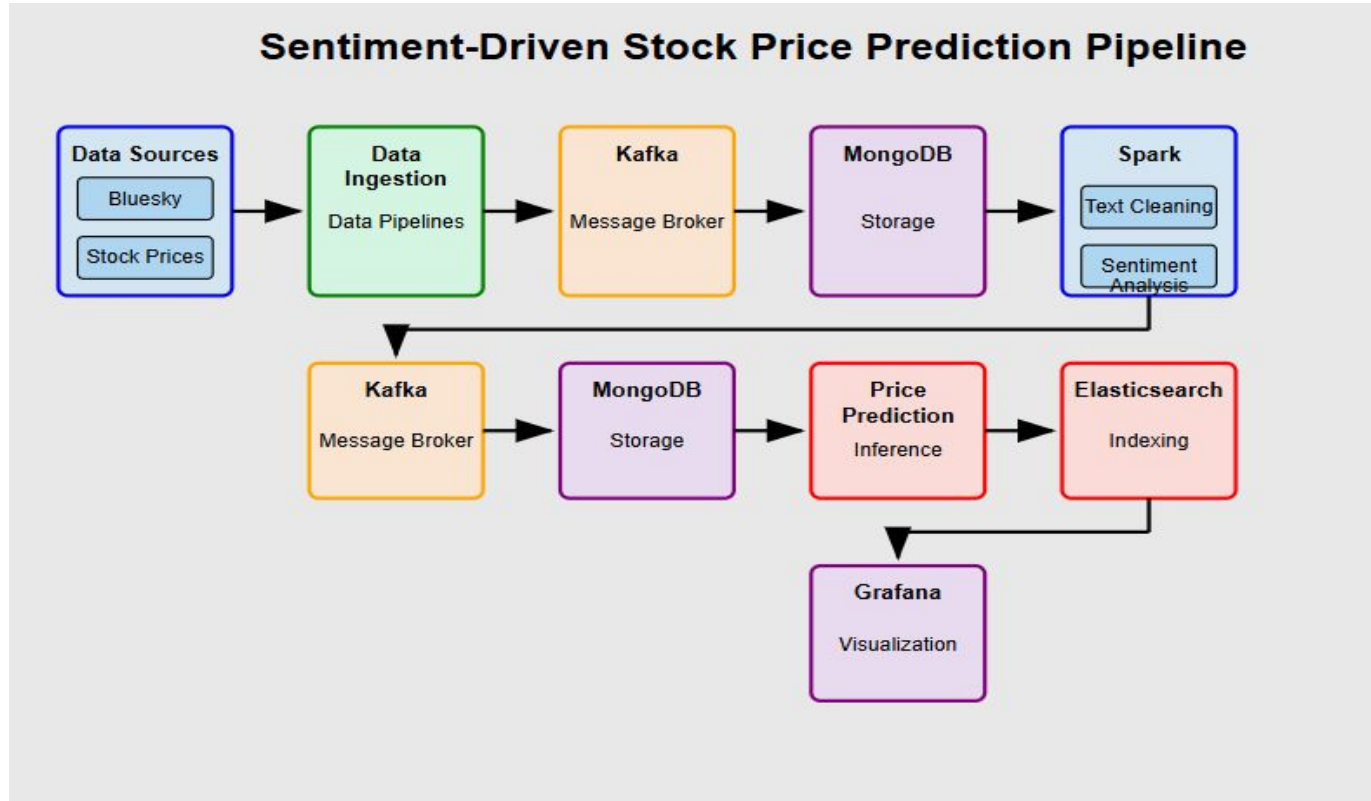 Sentiment-Driven Stock Price Prediction Pipeline
Data Sources
Bluesky
Stock Prices
Data
Ingestion
Data Pipelines
Kafka
Message Broker
MongoDB
Storage
Spark
Text Cleaning
Sentiment
Analysis
Kafka
Message Broker
MongoDB
Storage
Price
Prediction
Inference
Elasticsearch
Indexing
Grafana
Visualization